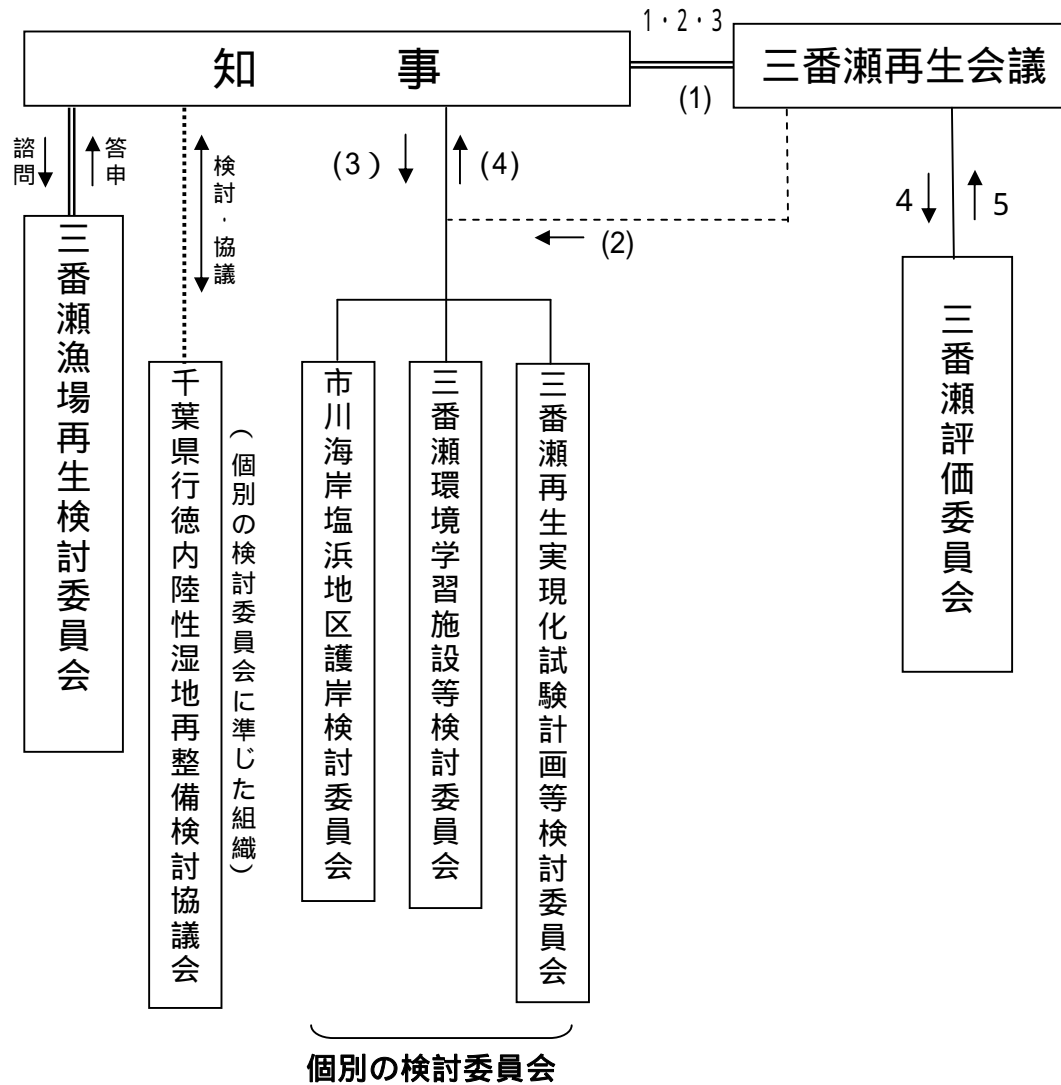 1・2・3
知　事
三番瀬再生会議
(1)
諮問
答申
検討・協議
(3）
(4)
(2)
4
5
三番瀬漁場再生検討委員会
千葉県行徳内陸性湿地再整備検討協議会
（個別の検討委員会に準じた組織）
市川海岸塩浜地区護岸検討委員会
三番瀬環境学習施設等検討委員会
三番瀬再生実現化試験計画等検討委員会
三番瀬評価委員会
個別の検討委員会